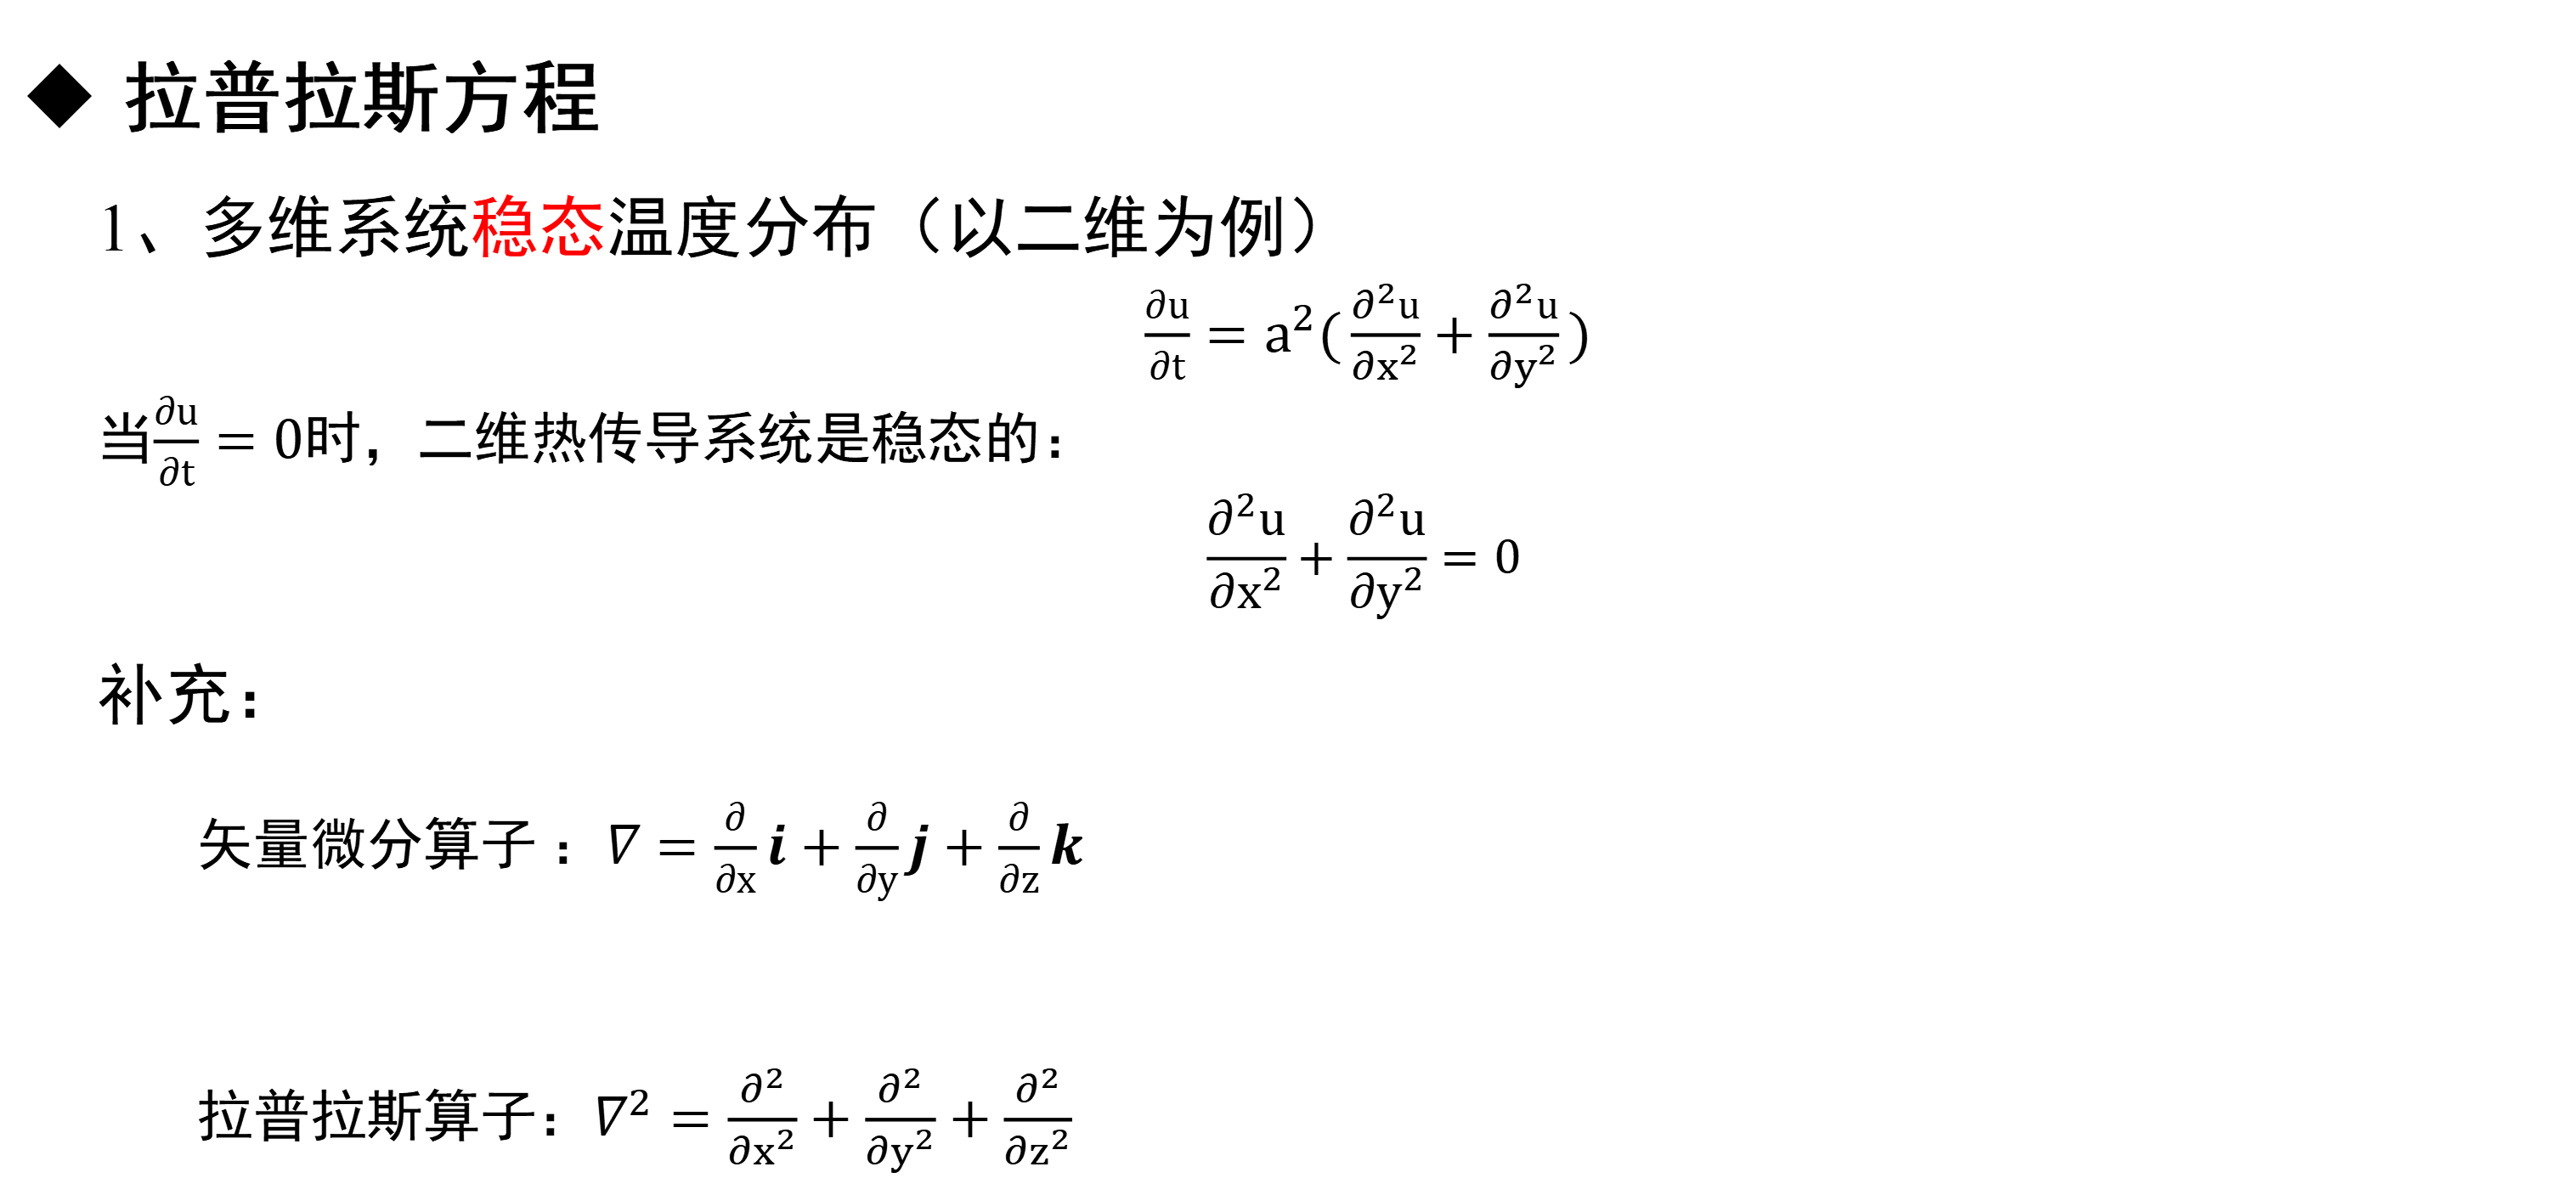 ◆ 拉普拉斯方程
1、多维系统稳态温度分布（以二维为例）
∂u/∂t = a²(∂²u/∂x² + ∂²u/∂y²)
当∂u/∂t = 0时，二维热传导系统是稳态的：
∂²u/∂x² + ∂²u/∂y² = 0
补充：
矢量微分算子：∇ = ∂/∂x i + ∂/∂y j + ∂/∂z k
拉普拉斯算子：∇² = ∂²/∂x² + ∂²/∂y² + ∂²/∂z²